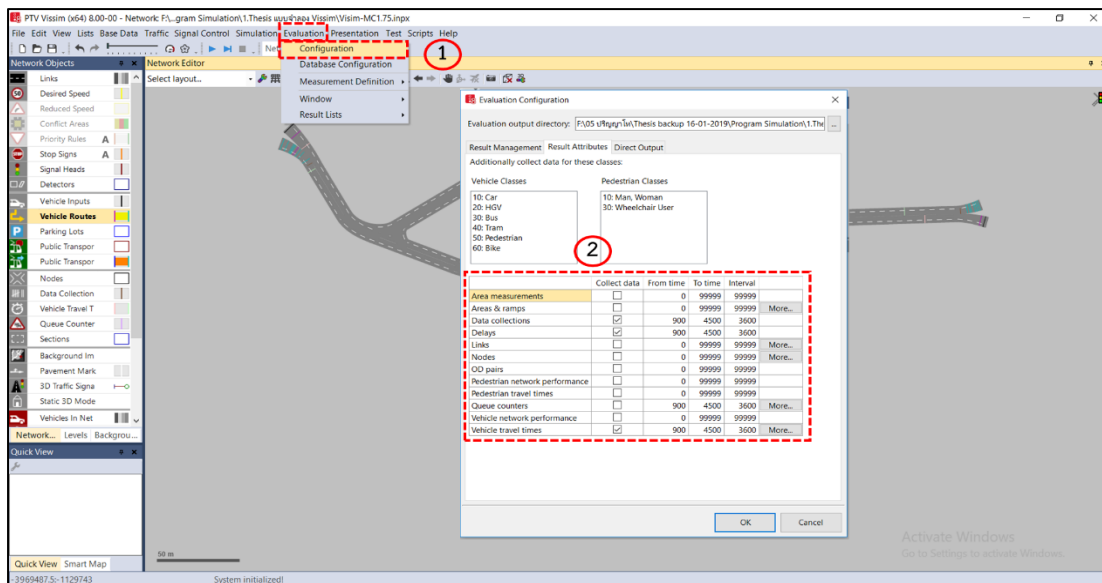 PTV Vissim (x64) 8.00-00 - Network: F:\...gram Simulation\1.Thesis แบบจำลอง Vissim\Visim-MC1.75.inpx
File Edit View Lists Base Data Traffic Signal Control Simulation Evaluation Presentation Test Scripts Help
Configuration
1
Database Configuration
Measurement Definition
Window
Result Lists
Network Objects
Network Editor
Select layout...
Links
Desired Speed
Reduced Speed
Conflict Areas
Priority Rules A
Stop Signs A
Signal Heads
Detectors
Vehicle Inputs
Vehicle Routes
Parking Lots
Public Transpor
Public Transpor
Nodes
Data Collection
Vehicle Travel T
Queue Counter
Sections
Background Im
Pavement Mark
3D Traffic Signa
Static 3D Mode
Vehicles In Net
Network... Levels Backgrou...
Quick View
Quick View Smart Map
Evaluation Configuration
Evaluation output directory: F:\05 ปริญญาโท\Thesis backup 16-01-2019\Program Simulation\1.The ...
Result Management Result Attributes Direct Output
Additionally collect data for these classes:
Vehicle Classes Pedestrian Classes
10: Car 10: Man, Woman
20: HGV 30: Wheelchair User
30: Bus
40: Tram
50: Pedestrian
60: Bike
2
Collect data From time To time Interval
Area measurements 0 99999 99999
Areas & ramps 0 99999 99999 More...
Data collections 900 4500 3600
Delays 900 4500 3600
Links 0 99999 99999 More...
Nodes 0 99999 99999 More...
OD pairs 0 99999 99999
Pedestrian network performance 0 99999 99999
Pedestrian travel times 0 99999 99999
Queue counters 900 4500 3600 More...
Vehicle network performance 0 99999 99999
Vehicle travel times 900 4500 3600 More...
OK Cancel
Activate Windows
Go to Settings to activate Windows.
50 m
-3969487.5:-1129743 System initialized!